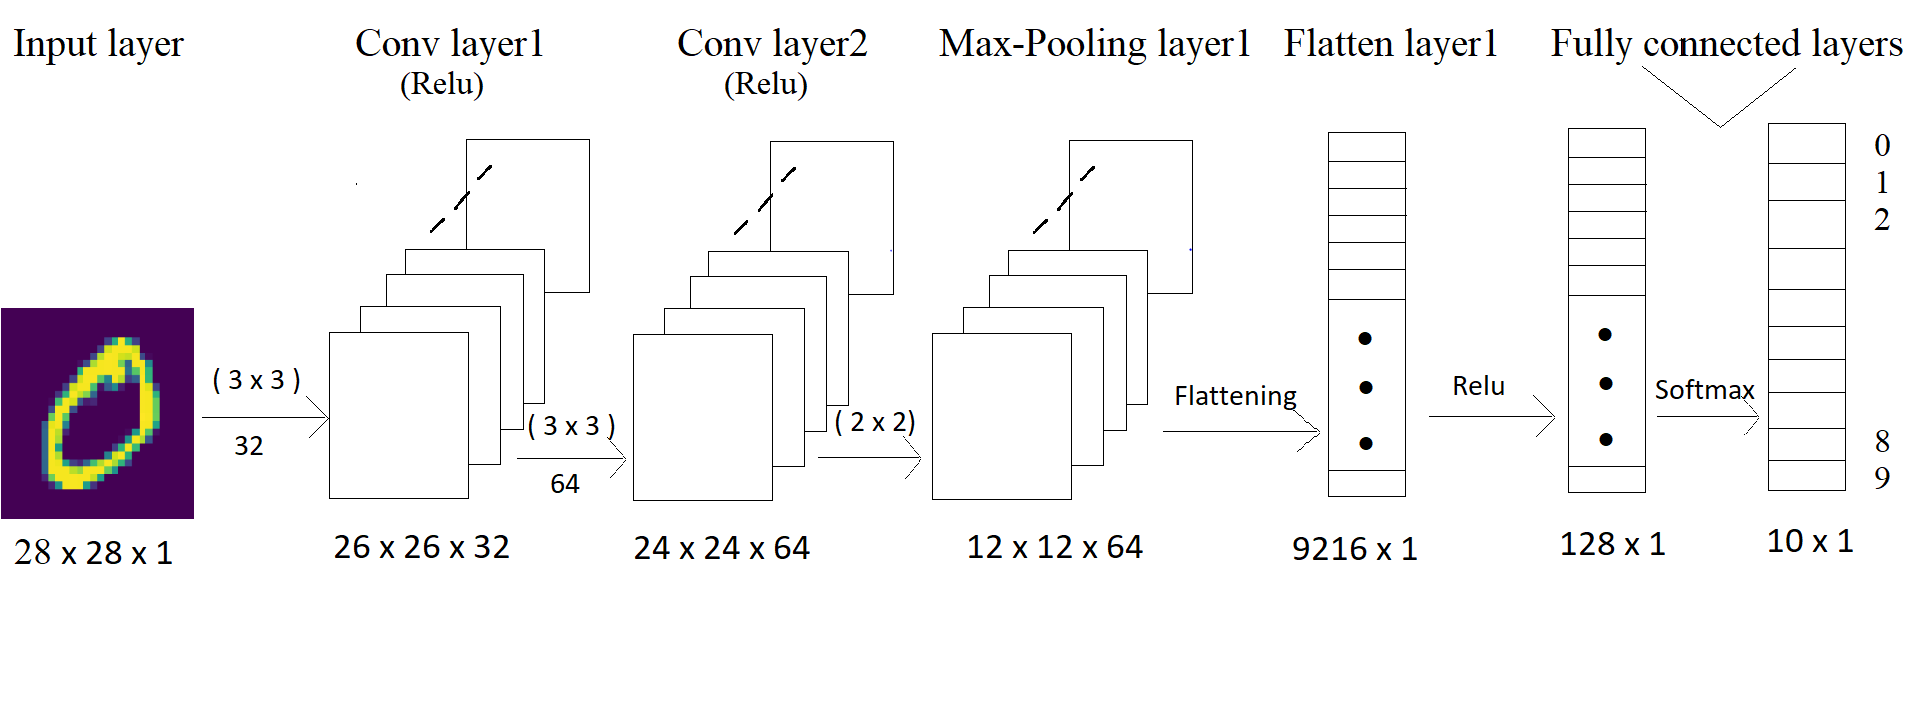 Input layer
Conv layer1
(Relu)
Conv layer2
(Relu)
Max-Pooling layer1
Flatten layer1
Fully connected layers
0
1
2
8
9
( 3 x 3 )
32
( 3 x 3 )
64
( 2 x 2)
Flattening
Relu
Softmax
28 x 28 x 1
26 x 26 x 32
24 x 24 x 64
12 x 12 x 64
9216 x 1
128 x 1
10 x 1